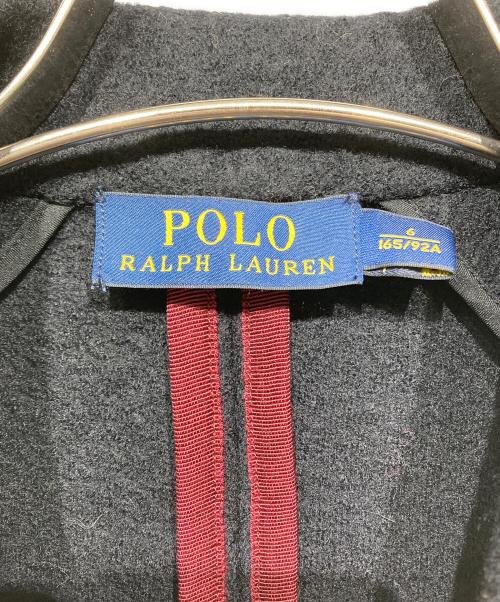 POLO
RALPH LAUREN
6
165/92A